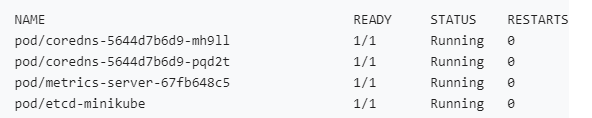 NAME READY STATUS RESTARTS
pod/coredns-5644d7b6d9-mh9ll 1/1 Running 0
pod/coredns-5644d7b6d9-pqd2t 1/1 Running 0
pod/metrics-server-67fb648c5 1/1 Running 0
pod/etcd-minikube 1/1 Running 0